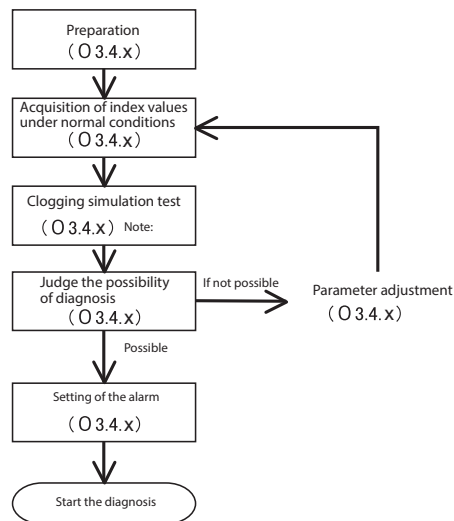 Preparation
(O 3.4.x)
Acquisition of index values
under normal conditions
(O 3.4.x)
Clogging simulation test
(O 3.4.x) Note:
Judge the possibility
of diagnosis
(O 3.4.x)
If not possible
Parameter adjustment
(O 3.4.x)
Possible
Setting of the alarm
(O 3.4.x)
Start the diagnosis